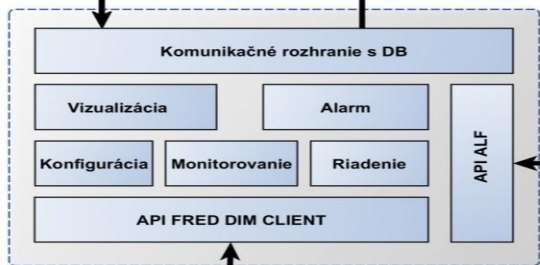 Komunikačné rozhranie s DB
Vizualizácia
Alarm
Konfigurácia
Monitorovanie
Riadenie
API ALF
API FRED DIM CLIENT